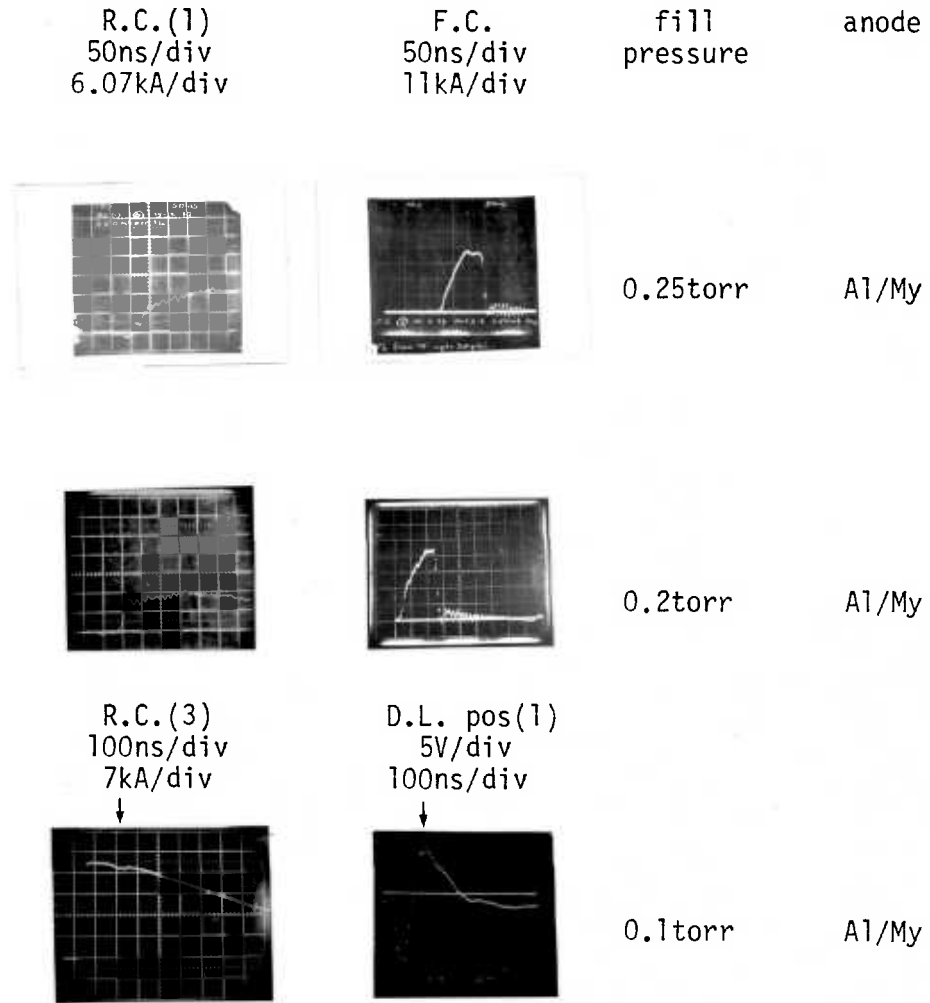 R.C.(1) F.C. fill anode
50ns/div 50ns/div pressure
6.07kA/div 11kA/div
0.25torr Al/My
0.2torr Al/My
R.C.(3) D.L. pos(1)
100ns/div 5V/div
7kA/div 100ns/div
0.1torr Al/My